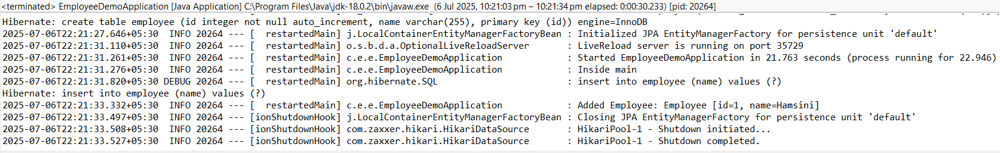 <terminated> EmployeeDemoApplication [Java Application] C:\Program Files\Java\jdk-18.0.2\bin\javaw.exe (6 Jul 2025, 10:21:03 pm – 10:21:34 pm elapsed: 0:00:30.233) [pid: 20264]
Hibernate: create table employee (id integer not null auto_increment, name varchar(255), primary key (id)) engine=InnoDB
2025-07-06T22:21:27.646+05:30  INFO 20264 --- [  restartedMain] j.LocalContainerEntityManagerFactoryBean : Initialized JPA EntityManagerFactory for persistence unit 'default'
2025-07-06T22:21:31.110+05:30  INFO 20264 --- [  restartedMain] o.s.b.d.a.OptionalLiveReloadServer       : LiveReload server is running on port 35729
2025-07-06T22:21:31.261+05:30  INFO 20264 --- [  restartedMain] c.e.e.EmployeeDemoApplication            : Started EmployeeDemoApplication in 21.763 seconds (process running for 22.946)
2025-07-06T22:21:31.276+05:30  INFO 20264 --- [  restartedMain] c.e.e.EmployeeDemoApplication            : Inside main
2025-07-06T22:21:31.820+05:30 DEBUG 20264 --- [  restartedMain] org.hibernate.SQL                        : insert into employee (name) values (?)
Hibernate: insert into employee (name) values (?)
2025-07-06T22:21:33.332+05:30  INFO 20264 --- [  restartedMain] c.e.e.EmployeeDemoApplication            : Added Employee: Employee [id=1, name=Hamsini]
2025-07-06T22:21:33.497+05:30  INFO 20264 --- [ionShutdownHook] j.LocalContainerEntityManagerFactoryBean : Closing JPA EntityManagerFactory for persistence unit 'default'
2025-07-06T22:21:33.508+05:30  INFO 20264 --- [ionShutdownHook] com.zaxxer.hikari.HikariDataSource       : HikariPool-1 - Shutdown initiated...
2025-07-06T22:21:33.527+05:30  INFO 20264 --- [ionShutdownHook] com.zaxxer.hikari.HikariDataSource       : HikariPool-1 - Shutdown completed.